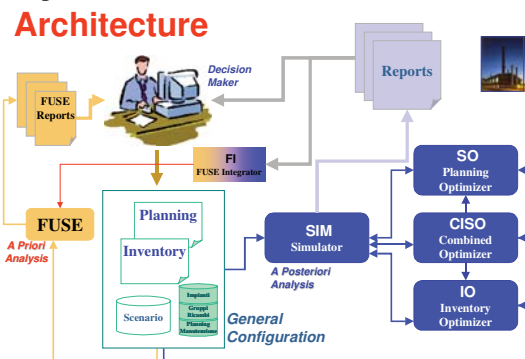 Architecture
Decision
Maker
FUSE
Reports
Reports
FI
FUSE Integrator
SO
Planning
Optimizer
Planning
Inventory
FUSE
A Priori
Analysis
SIM
Simulator
CISO
Combined
Optimizer
A Posteriori
Analysis
IO
Inventory
Optimizer
Scenario
Impianti
Gruppi
Ricambi
Planning
Manutenzione
General
Configuration